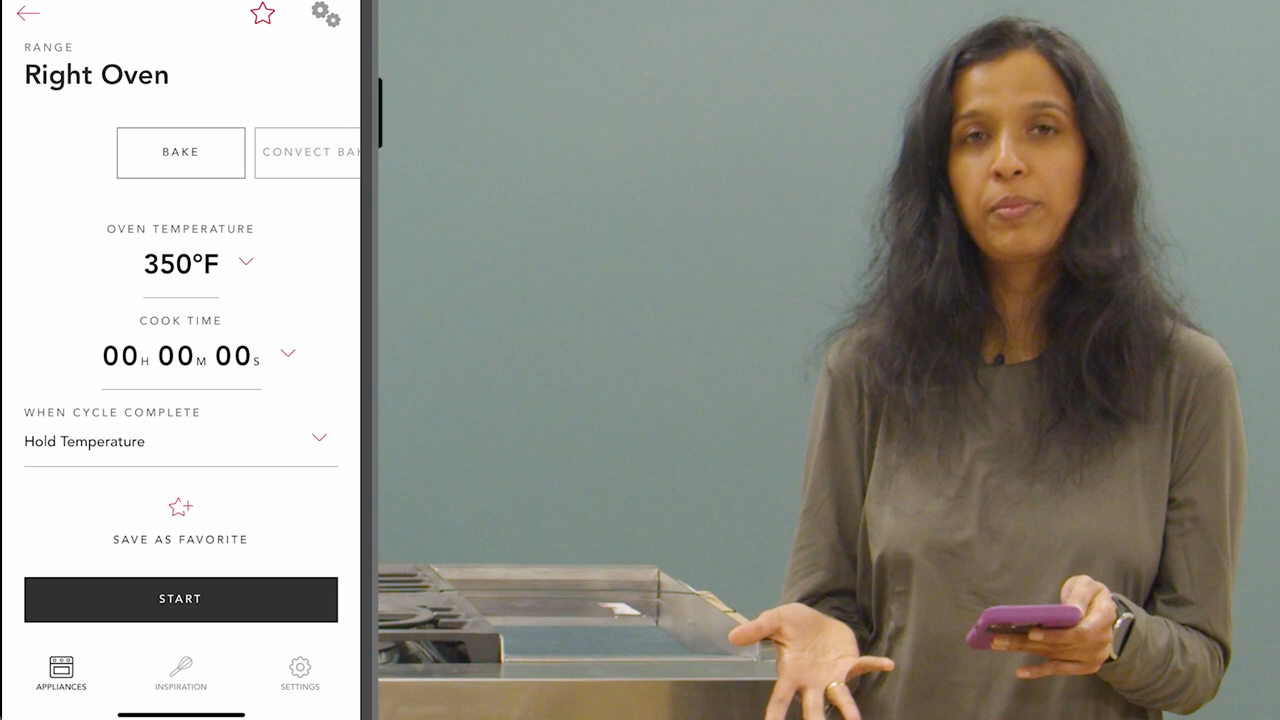 RANGE
Right Oven
BAKE
CONVECT BAK
OVEN TEMPERATURE
350°F
COOK TIME
00H 00M 00S
WHEN CYCLE COMPLETE
Hold Temperature
SAVE AS FAVORITE
START
APPLIANCES
INSPIRATION
SETTINGS